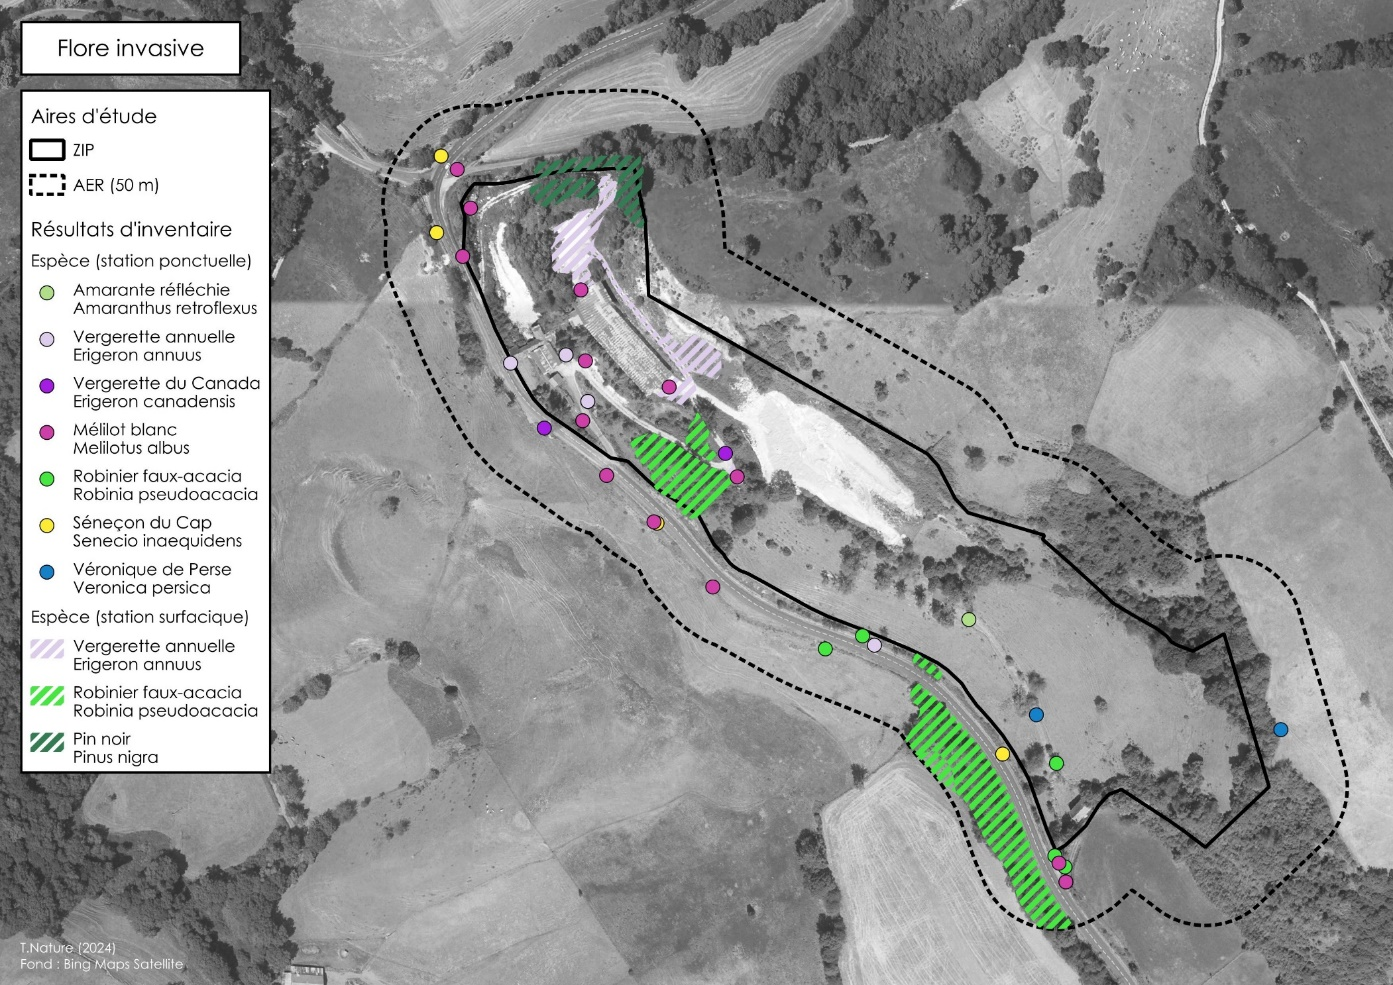 Flore invasive
Aires d'étude
ZIP
AER (50 m)
Résultats d'inventaire
Espèce (station ponctuelle)
Amarante réfléchie
Amaranthus retroflexus
Vergerette annuelle
Erigeron annuus
Vergerette du Canada
Erigeron canadensis
Mélilot blanc
Melilotus albus
Robinier faux-acacia
Robinia pseudoacacia
Séneçon du Cap
Senecio inaequidens
Véronique de Perse
Veronica persica
Espèce (station surfacique)
Vergerette annuelle
Erigeron annuus
Robinier faux-acacia
Robinia pseudoacacia
Pin noir
Pinus nigra
T.Nature (2024)
Fond : Bing Maps Satellite